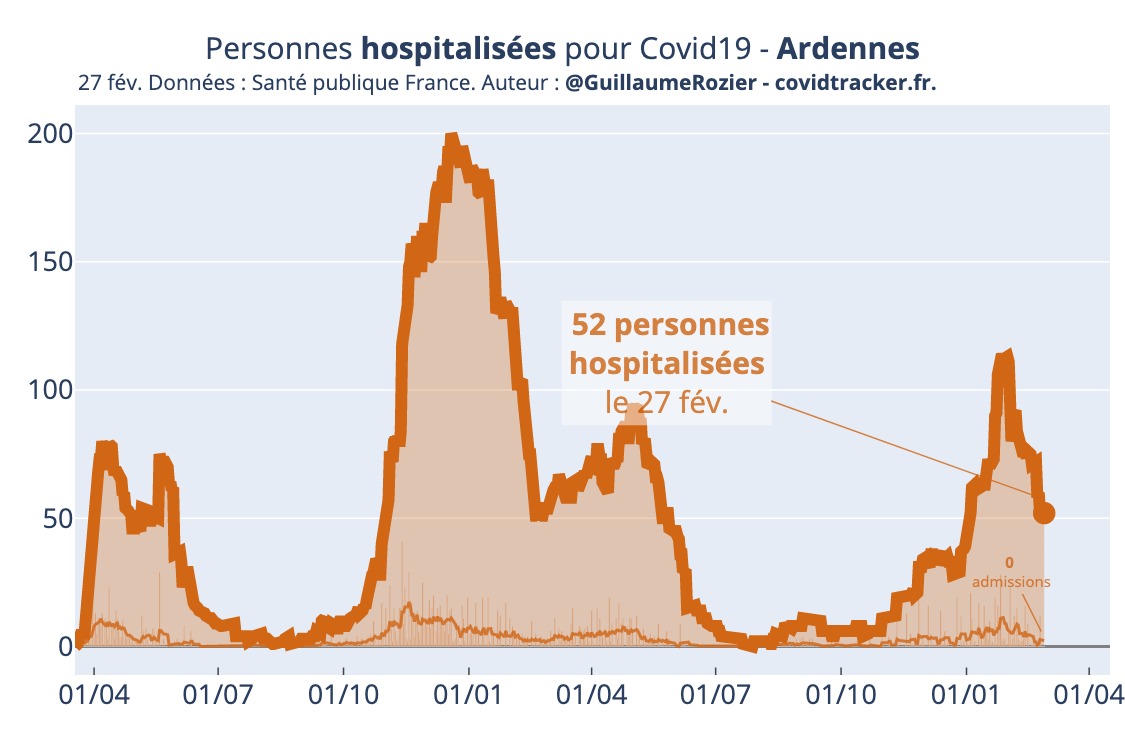 Personnes hospitalisées pour Covid19 - Ardennes
27 fév. Données : Santé publique France. Auteur : @GuillaumeRozier - covidtracker.fr.
200
150
100
50
0
52 personnes
hospitalisées
le 27 fév.
0
admissions
01/04 01/07 01/10 01/01 01/04 01/07 01/10 01/01 01/04